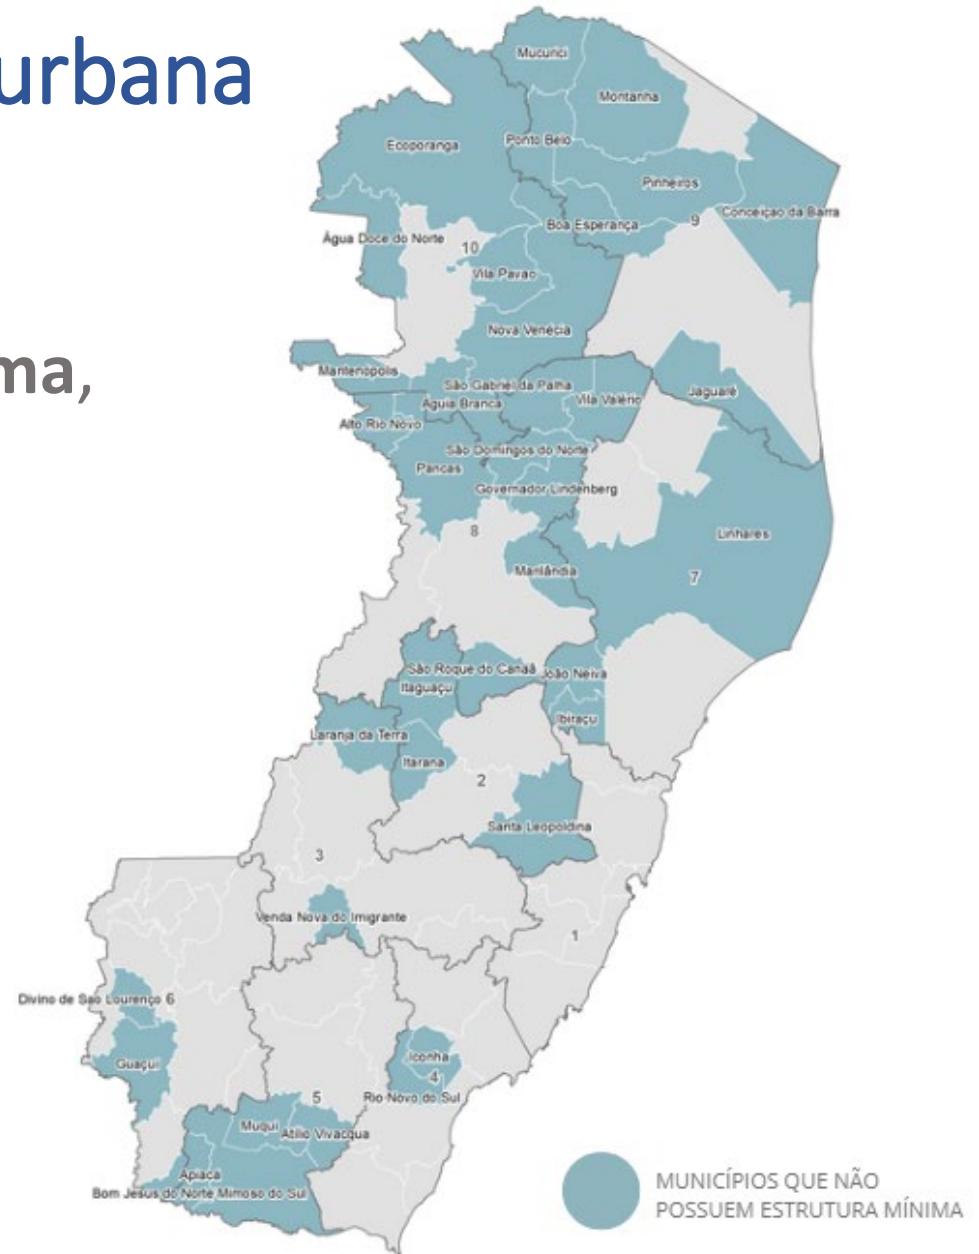 urbana
ma,
Mucurici
Montanha
Ecoporanga
Ponto Belo
Pinheiros
Conceição da Barra
9
Boa Esperança
Água Doce do Norte
10
Vila Pavao
Nova Venécia
Mantenópolis
São Gabriel da Palha
Águia Branca
Vila Valério
Jaguaré
Alto Rio Novo
São Domingos do Norte
Pancas
Governador Lindenberg
8
Linhares
Marilândia
7
São Roque do Canaã
João Neiva
Itaguaçu
Ibiraçu
Laranja da Terra
Itarana
2
Santa Leopoldina
3
Venda Nova do Imigrante
1
Divino de Sao Lourenço
6
Guaçuí
Iconha
4
5
Rio Novo do Sul
Muqui
Atilio Vivacqua
Apiacá
Bom Jesus do Norte
Mimoso do Sul
MUNICÍPIOS QUE NÃO
POSSUEM ESTRUTURA MÍNIMA